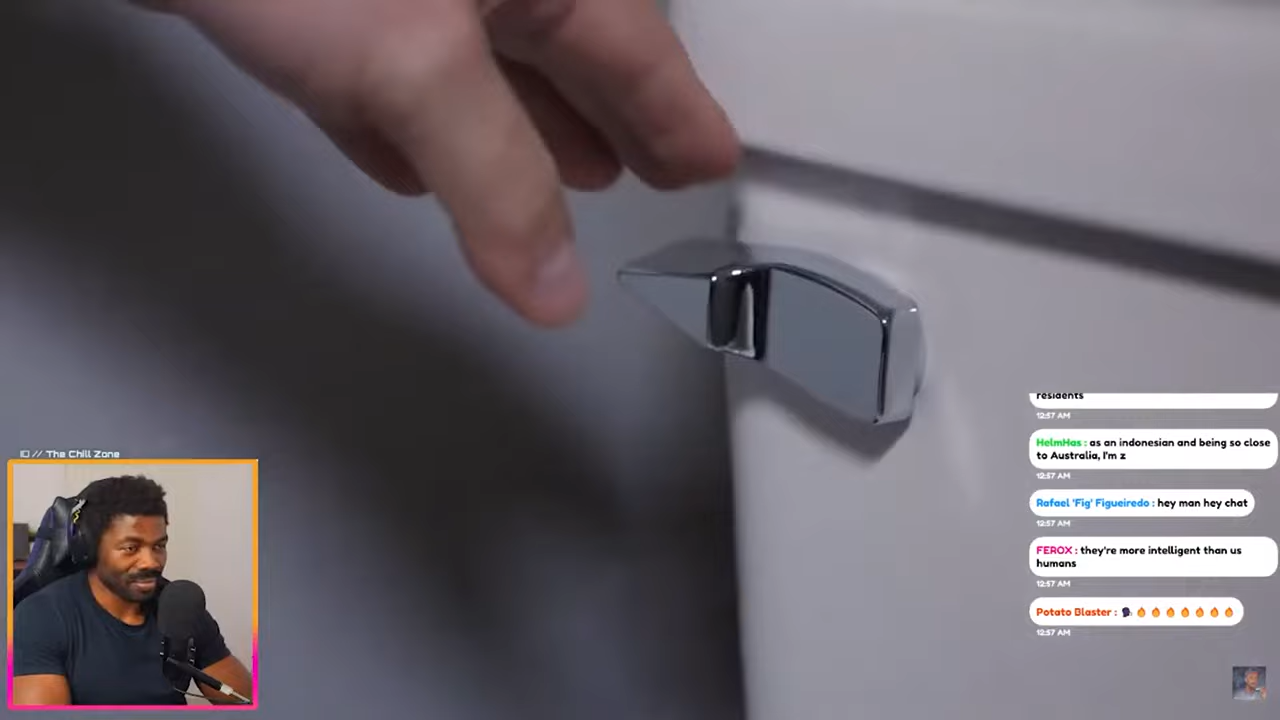 residents
12:57 AM
HelmHas : as an indonesian and being so close
to Australia, I'm z
12:57 AM
Rafael 'Fig' Figueiredo : hey man hey chat
12:57 AM
FEROX : they're more intelligent than us
humans
12:57 AM
Potato Blaster : 🗣🔥🔥🔥🔥🔥🔥🔥
12:57 AM
ID // The Chill Zone